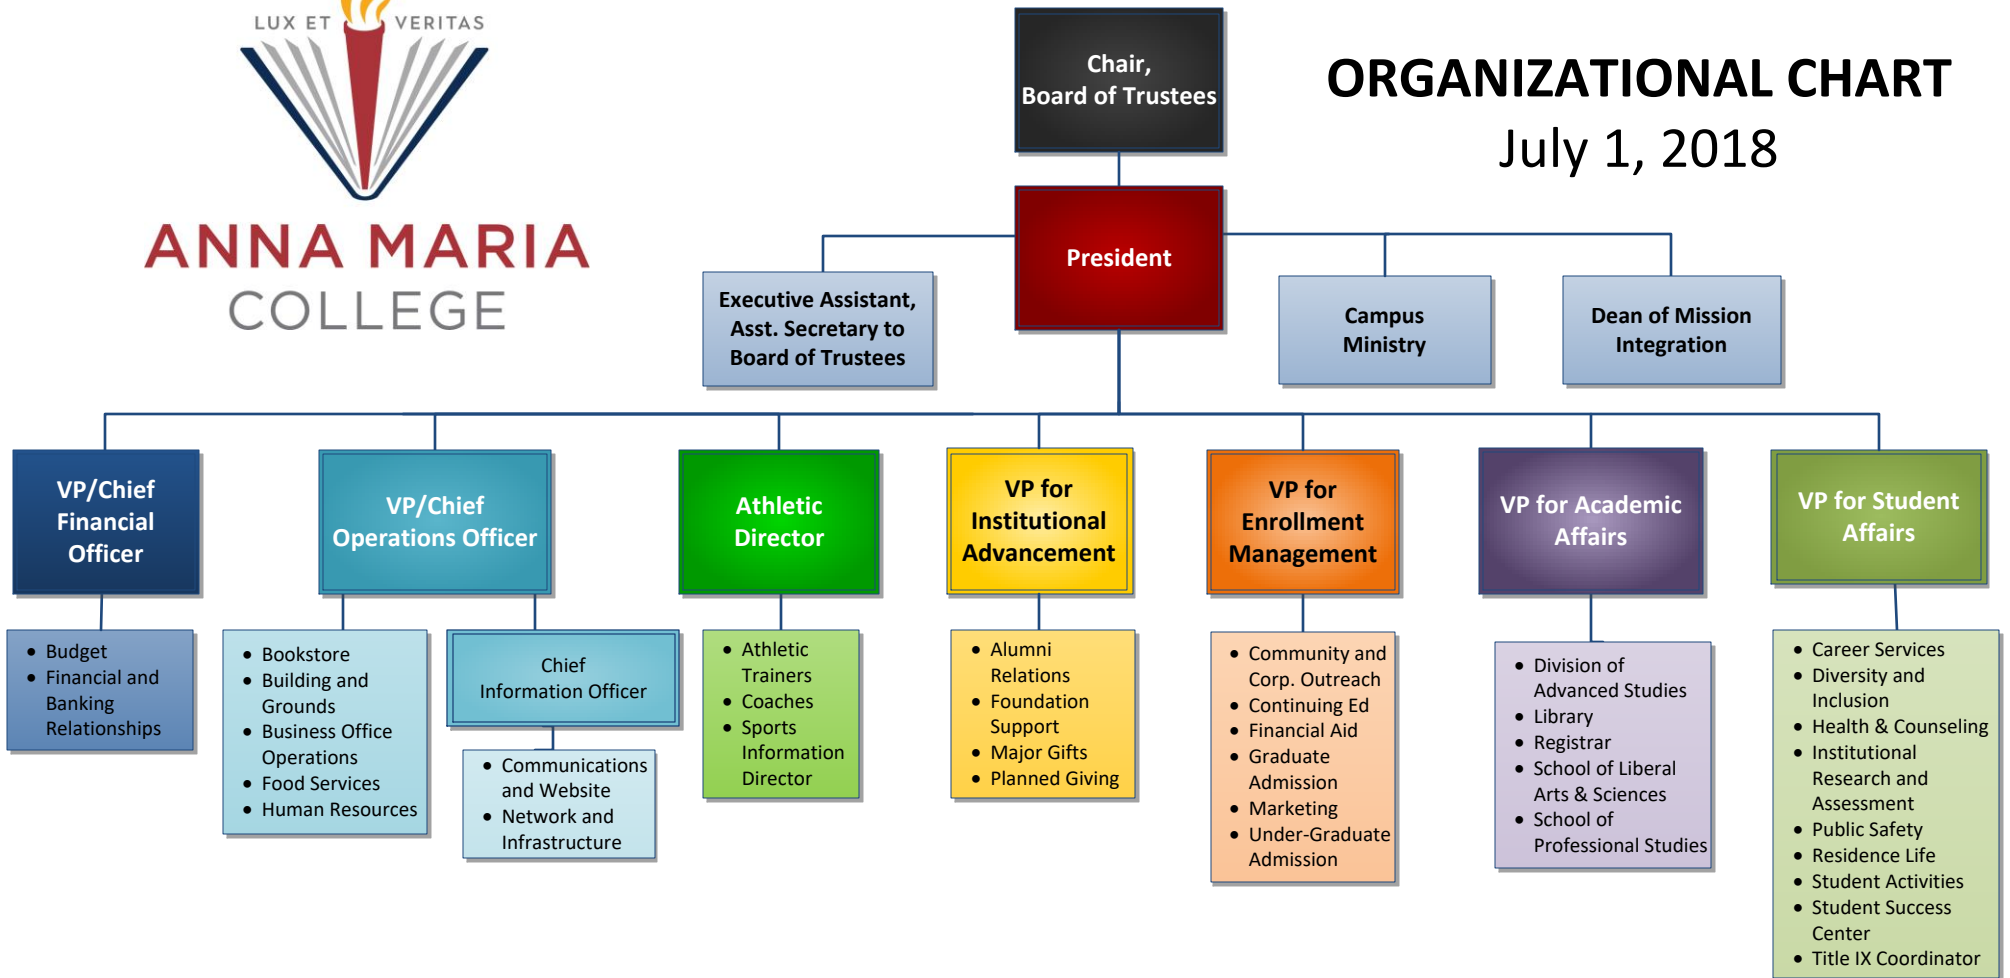 LUX ET VERITAS
ANNA MARIA
COLLEGE
ORGANIZATIONAL CHART
July 1, 2018
Chair,
Board of Trustees
President
Executive Assistant,
Asst. Secretary to
Board of Trustees
Campus
Ministry
Dean of Mission
Integration
VP/Chief
Financial
Officer
• Budget
• Financial and
Banking
Relationships
VP/Chief
Operations Officer
• Bookstore
• Building and
Grounds
• Business Office
Operations
• Food Services
• Human Resources
Chief
Information Officer
• Communications
and Website
• Network and
Infrastructure
Athletic
Director
• Athletic
Trainers
• Coaches
• Sports
Information
Director
VP for
Institutional
Advancement
• Alumni
Relations
• Foundation
Support
• Major Gifts
• Planned Giving
VP for
Enrollment
Management
• Community and
Corp. Outreach
• Continuing Ed
• Financial Aid
• Graduate
Admission
• Marketing
• Under-Graduate
Admission
VP for Academic
Affairs
• Division of
Advanced Studies
• Library
• Registrar
• School of Liberal
Arts & Sciences
• School of
Professional Studies
VP for Student
Affairs
• Career Services
• Diversity and
Inclusion
• Health & Counseling
• Institutional
Research and
Assessment
• Public Safety
• Residence Life
• Student Activities
• Student Success
Center
• Title IX Coordinator